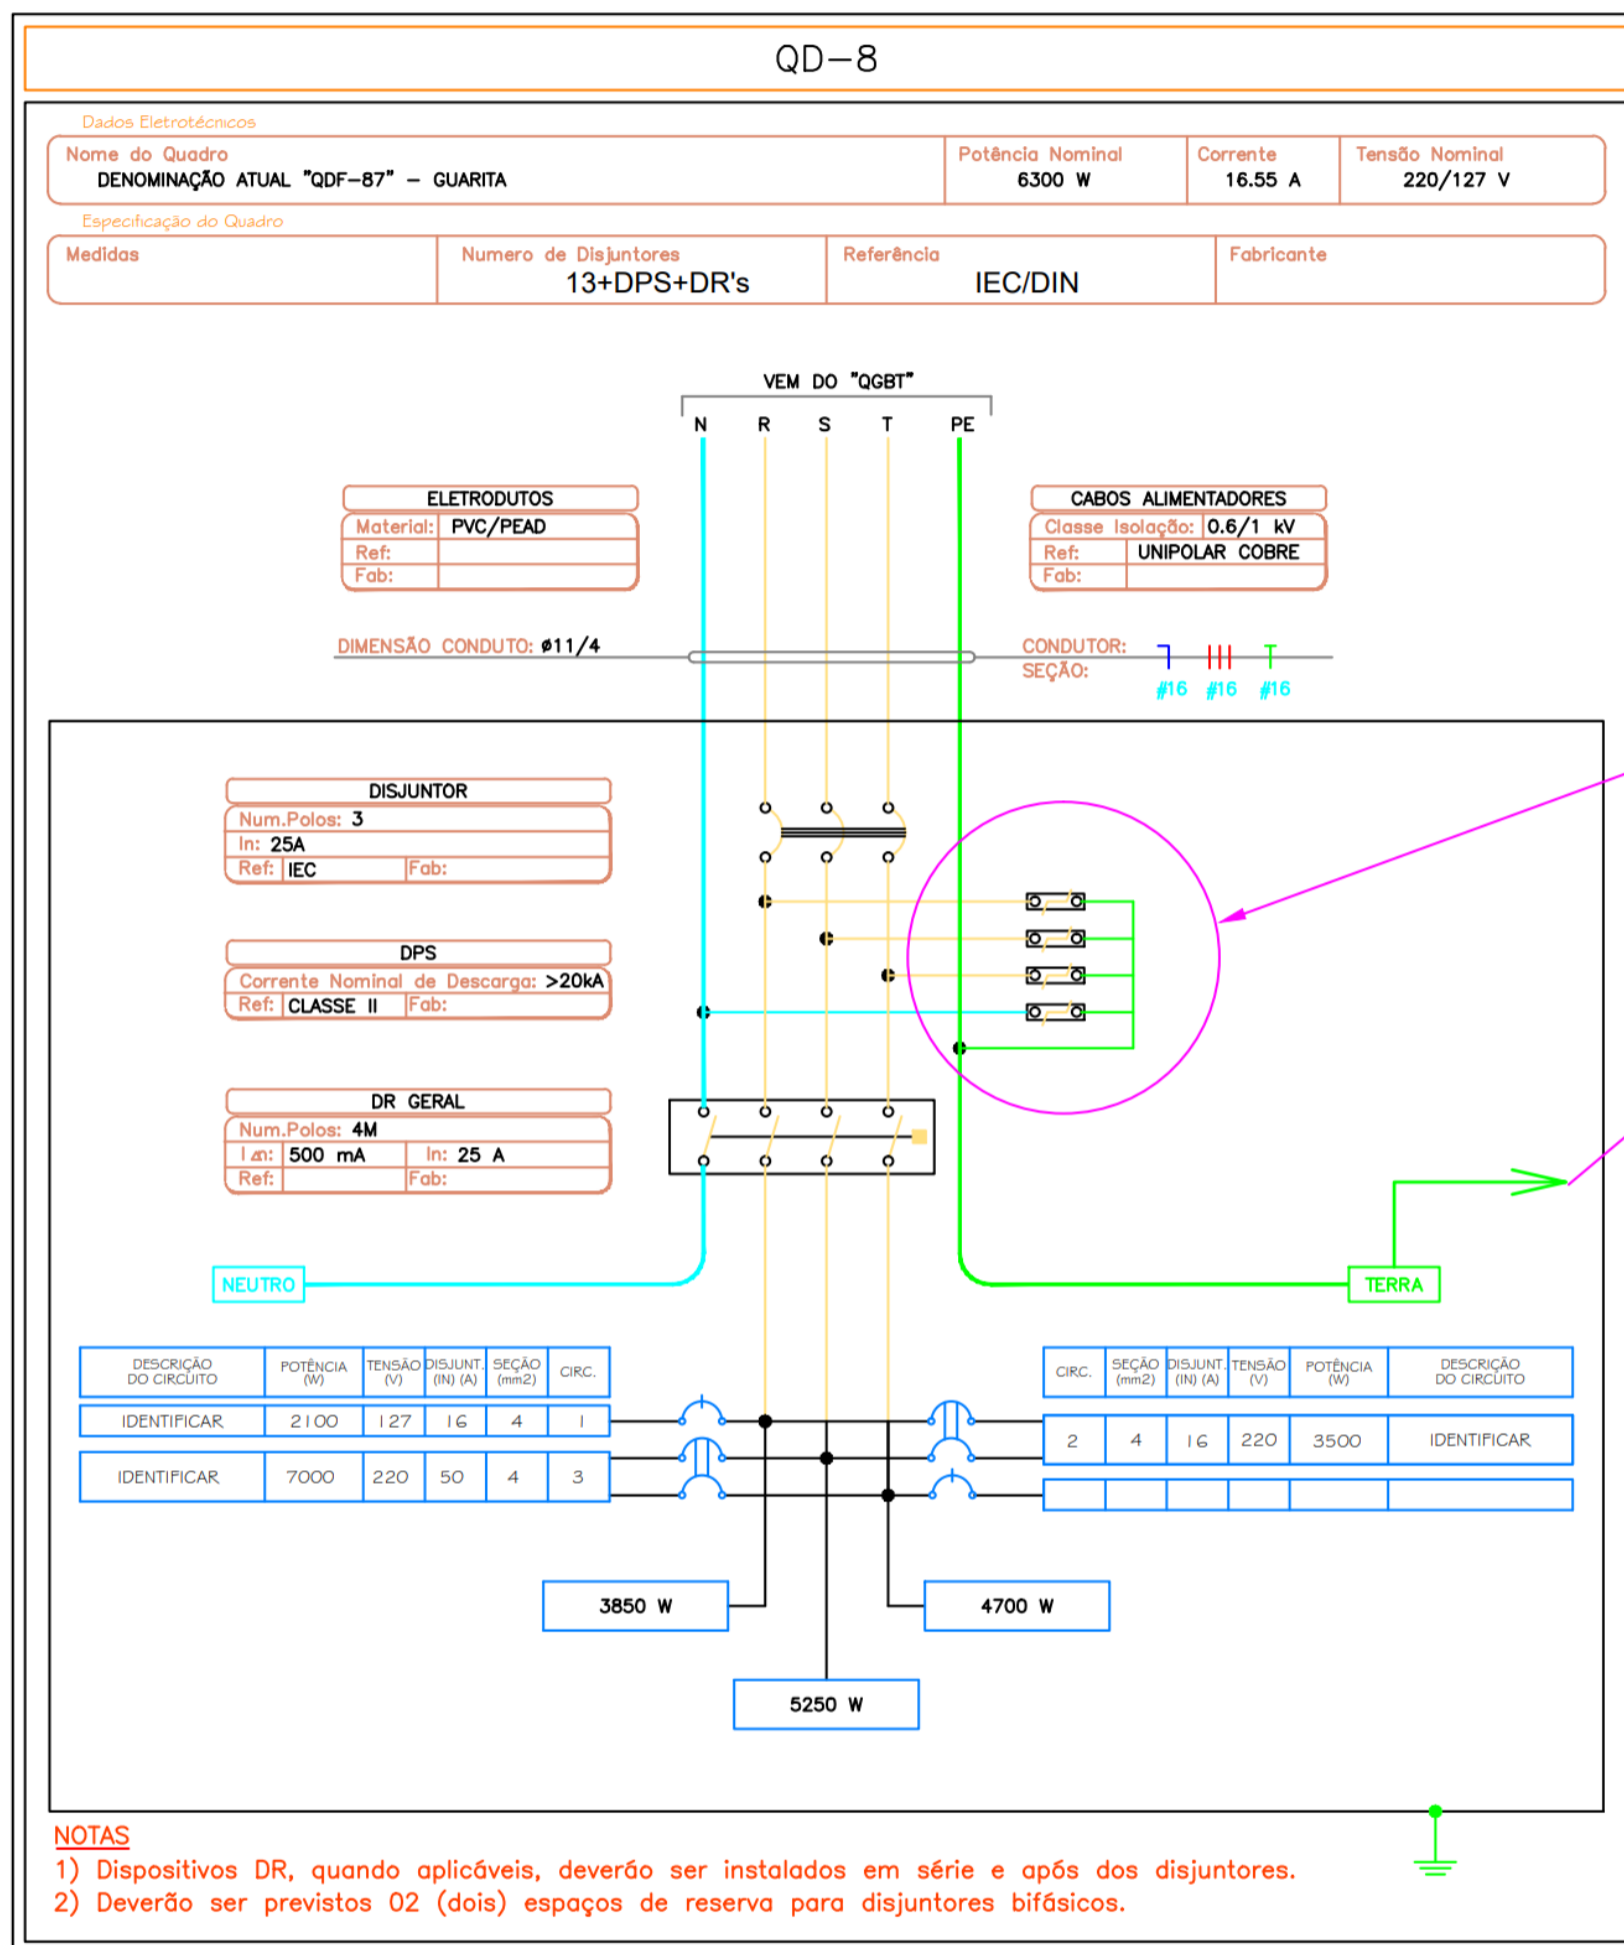 QD-8
Dados Eletrotécnicos
Nome do Quadro
DENOMINAÇÃO ATUAL "QDF-87" - GUARITA
Potência Nominal
6300 W
Corrente
16.55 A
Tensão Nominal
220/127 V
Especificação do Quadro
Medidas
Numero de Disjuntores
13+DPS+DR's
Referência
IEC/DIN
Fabricante
VEM DO "QGBT"
N R S T PE
ELETRODUTOS
Material: PVC/PEAD
Ref:
Fab:
CABOS ALIMENTADORES
Classe Isolação: 0.6/1 kV
Ref: UNIPOLAR COBRE
Fab:
DIMENSÃO CONDUTO: ø11/4
CONDUTOR:
SEÇÃO:
#16 #16 #16
DISJUNTOR
Num.Polos: 3
In: 25A
Ref: IEC Fab:
DPS
Corrente Nominal de Descarga: >20kA
Ref: CLASSE II Fab:
DR GERAL
Num.Polos: 4M
I△n: 500 mA In: 25 A
Ref: Fab:
NEUTRO
TERRA
DESCRIÇÃO DO CIRCUITO POTÊNCIA (W) TENSÃO (V) DISJUNT. (IN) (A) SEÇÃO (mm2) CIRC.
IDENTIFICAR 2100 127 16 4 1
IDENTIFICAR 7000 220 50 4 3
CIRC. SEÇÃO (mm2) DISJUNT. (IN) (A) TENSÃO (V) POTÊNCIA (W) DESCRIÇÃO DO CIRCUITO
2 4 16 220 3500 IDENTIFICAR
3850 W
4700 W
5250 W
NOTAS
1) Dispositivos DR, quando aplicáveis, deveráo ser instalados em série e após dos disjuntores.
2) Deverão ser previstos 02 (dois) espaços de reserva para disjuntores bifásicos.